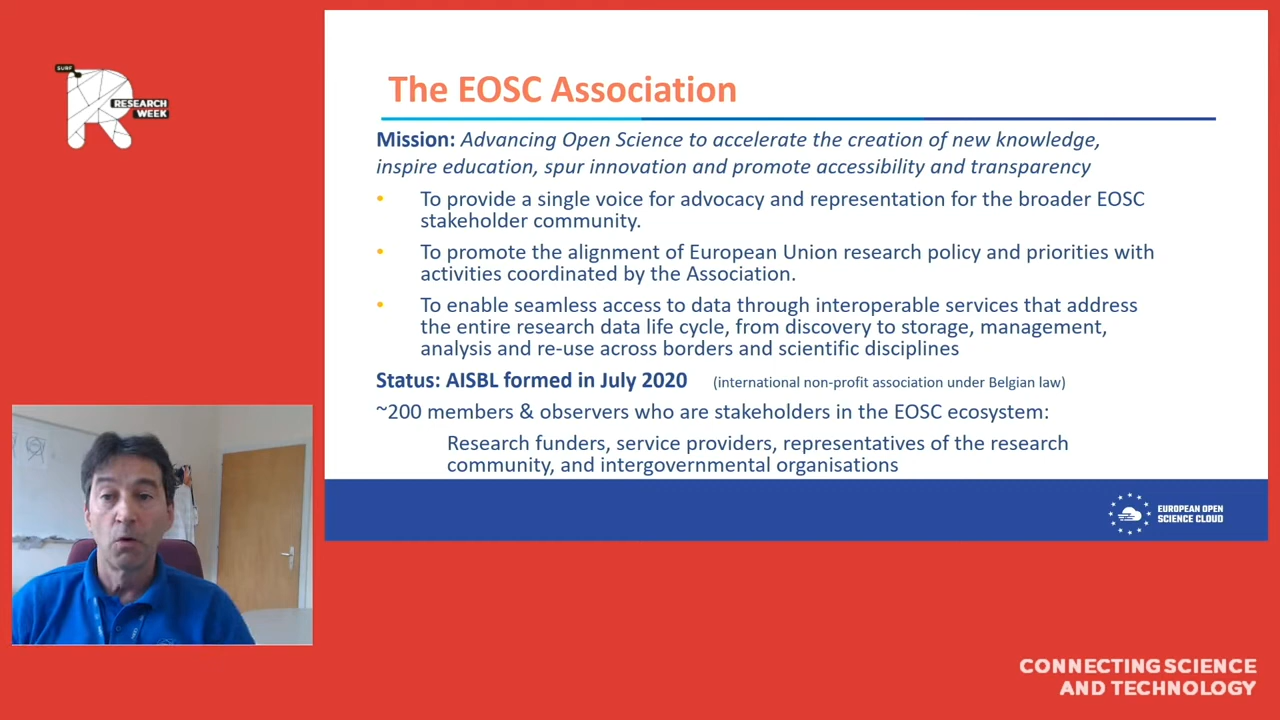 SURF
RESEARCH
WEEK
The EOSC Association
Mission: Advancing Open Science to accelerate the creation of new knowledge,
inspire education, spur innovation and promote accessibility and transparency
• To provide a single voice for advocacy and representation for the broader EOSC
stakeholder community.
• To promote the alignment of European Union research policy and priorities with
activities coordinated by the Association.
• To enable seamless access to data through interoperable services that address
the entire research data life cycle, from discovery to storage, management,
analysis and re-use across borders and scientific disciplines
Status: AISBL formed in July 2020 (international non-profit association under Belgian law)
~200 members & observers who are stakeholders in the EOSC ecosystem:
Research funders, service providers, representatives of the research
community, and intergovernmental organisations
EUROPEAN OPEN
SCIENCE CLOUD
CONNECTING SCIENCE
AND TECHNOLOGY